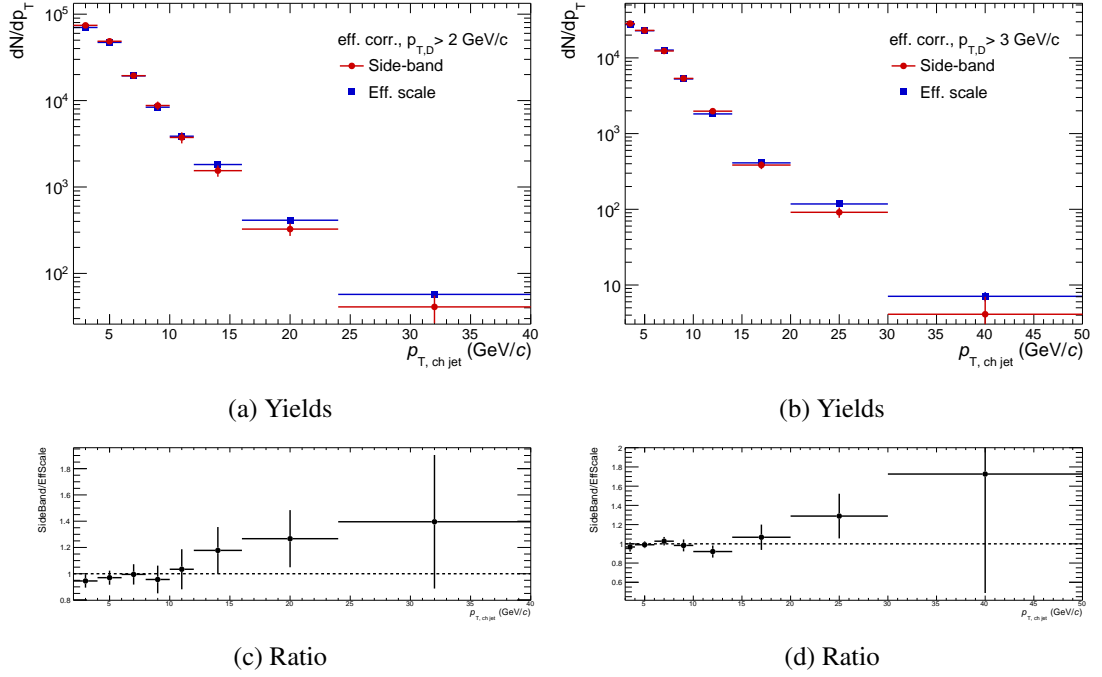 dN/dp_T
10^5
10^4
10^3
10^2
eff. corr., p_T,D > 2 GeV/c
Side-band
Eff. scale
5 10 15 20 25 30 35 40
p_T, ch jet (GeV/c)
(a) Yields
dN/dp_T
10^4
10^3
10^2
10
eff. corr., p_T,D > 3 GeV/c
Side-band
Eff. scale
5 10 15 20 25 30 35 40 45 50
p_T, ch jet (GeV/c)
(b) Yields
SideBand/EffScale
1.8
1.6
1.4
1.2
1
0.8
5 10 15 20 25 30 35 40
p_T, ch jet (GeV/c)
(c) Ratio
SideBand/EffScale
2
1.8
1.6
1.4
1.2
1.0
0.8
0.6
5 10 15 20 25 30 35 40 45 50
p_T, ch jet (GeV/c)
(d) Ratio